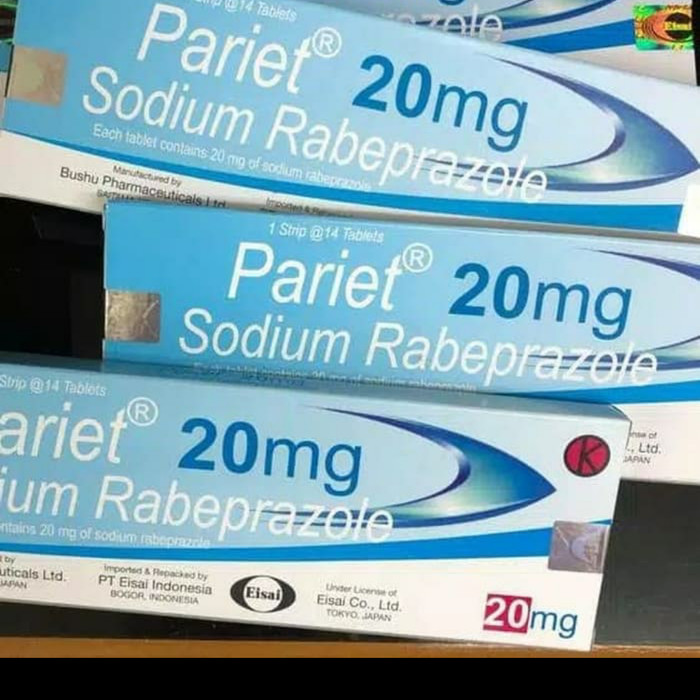 @14 Tablets
Pariet® 20mg
Sodium Rabeprazole
Each tablet contains 20 mg of sodium rabeprazole
Manufactured by
Bushu Pharmaceuticals Ltd.
Eisai
1 Strip @14 Tablets
Pariet® 20mg
Sodium Rabeprazole
Ltd.
JAPAN
Strip @14 Tablets
ariet® 20mg
ium Rabeprazole
ntains 20 mg of sodium rabeprazole
K
by
uticals Ltd.
JAPAN
Imported & Repacked by
PT Eisai Indonesia
BOGOR, INDONESIA
Eisai
Under License of
Eisai Co., Ltd.
TOKYO, JAPAN
20mg